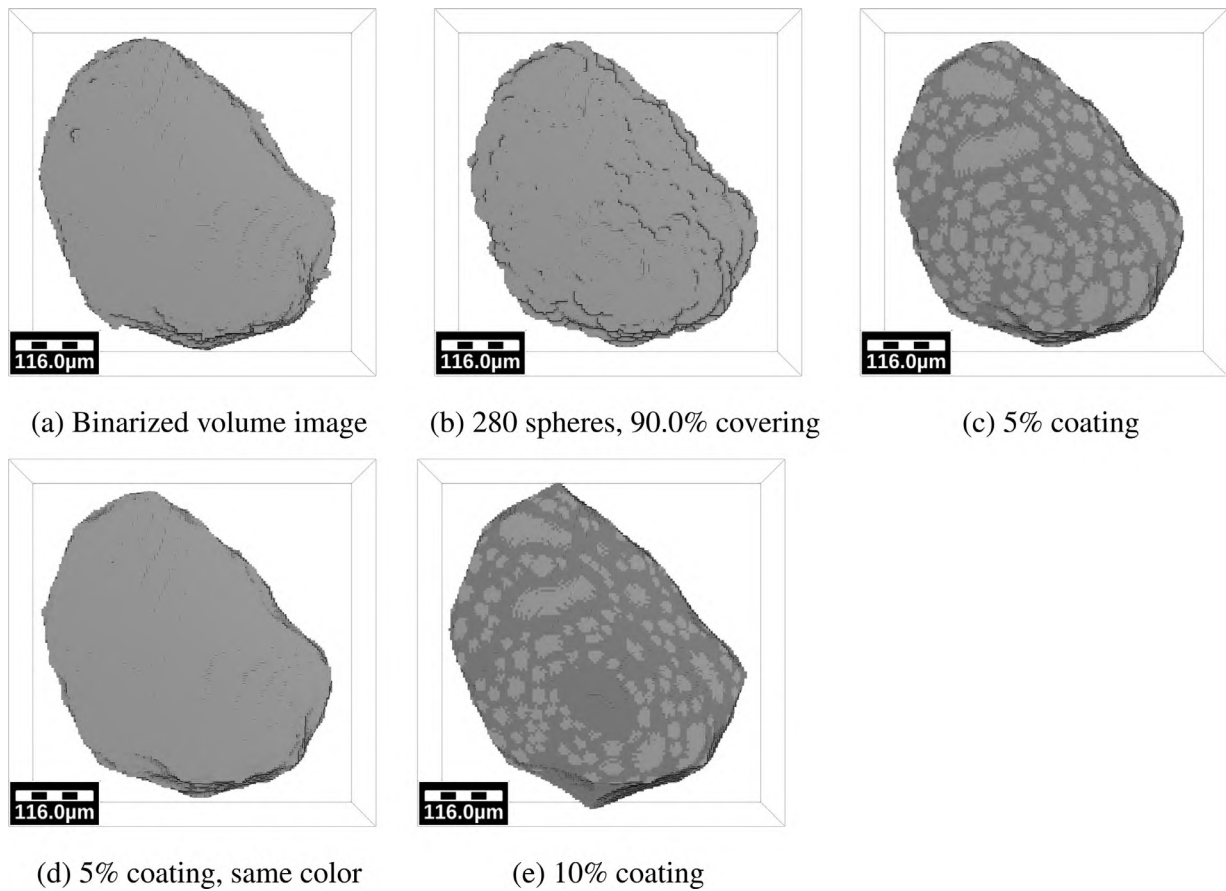 116.0µm
116.0µm
116.0µm
(a) Binarized volume image
(b) 280 spheres, 90.0% covering
(c) 5% coating
116.0µm
116.0µm
(d) 5% coating, same color
(e) 10% coating